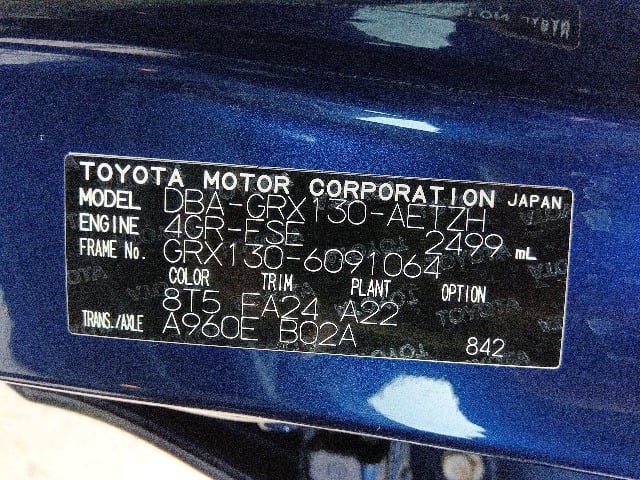 TOYOTA MOTOR CORPORATION JAPAN
MODEL DBA-GRX130-AETZH
ENGINE 4GR-FSE 2499 mL
FRAME No. GRX130-6091064
COLOR TRIM PLANT OPTION
8T5 FA24 A22
TRANS./AXLE A960E B02A 842